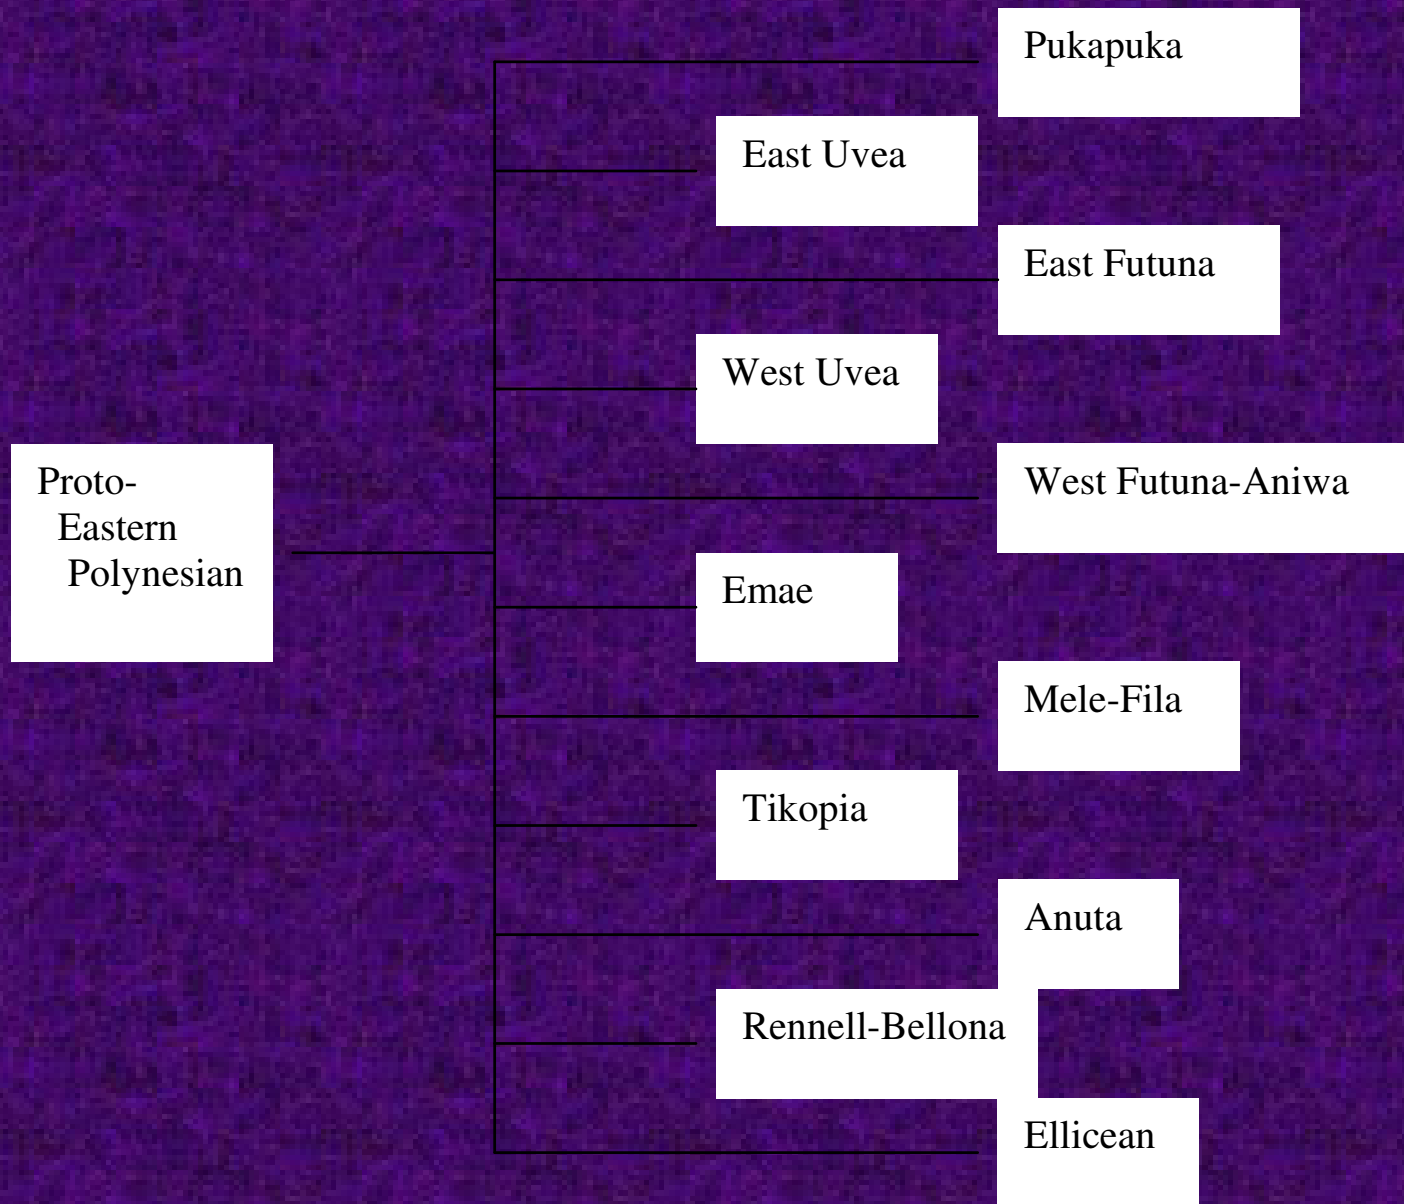 Pukapuka
East Uvea
East Futuna
West Uvea
West Futuna-Aniwa
Proto-
Eastern
Polynesian
Emae
Mele-Fila
Tikopia
Anuta
Rennell-Bellona
Ellicean